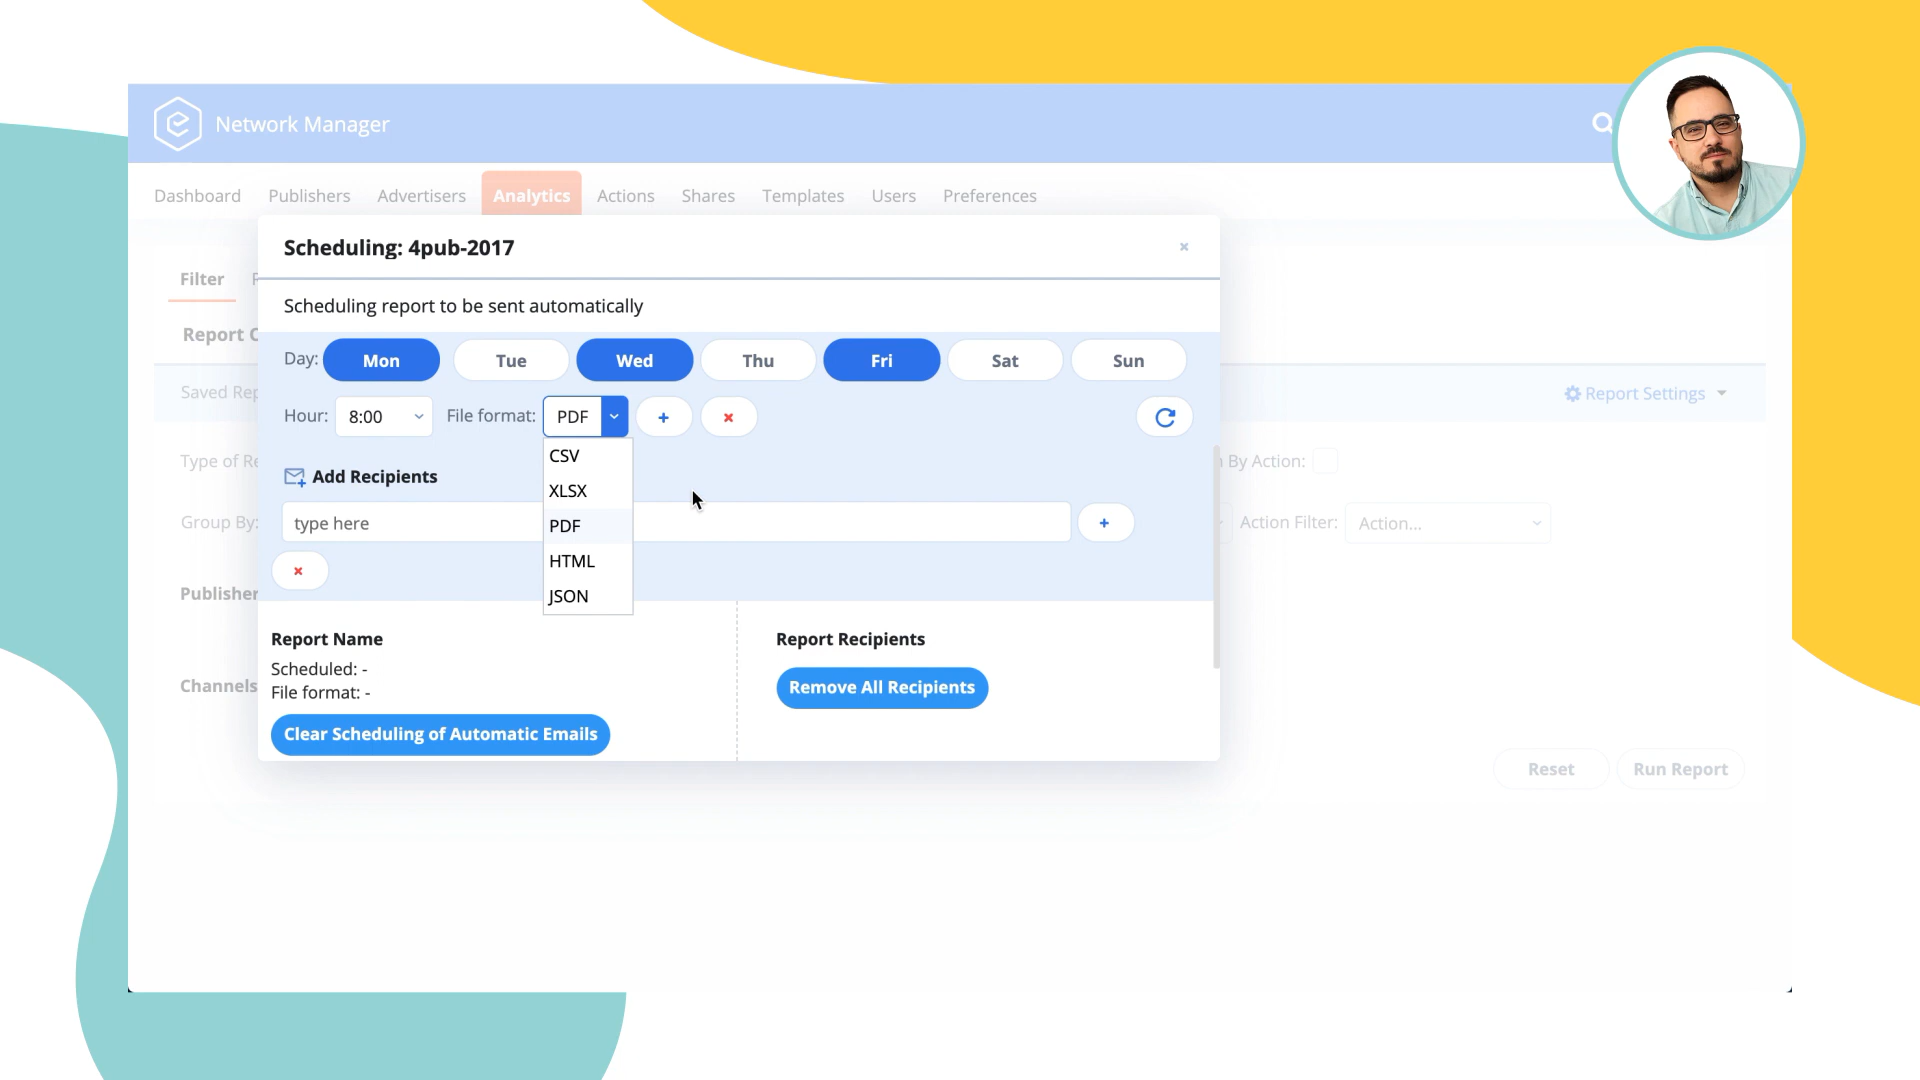 Network Manager
Dashboard Publishers Advertisers Analytics Actions Shares Templates Users Preferences
Scheduling: 4pub-2017 ×
Filter
Scheduling report to be sent automatically
Report C
Day: Mon Tue Wed Thu Fri Sat Sun
Saved Rep
Report Settings
Hour: 8:00 File format: PDF + ×
CSV
XLSX
PDF
HTML
JSON
Type of Re
By Action:
Add Recipients
Group By:
type here +
Action Filter: Action...
×
Publisher
Report Name
Scheduled: -
File format: -
Clear Scheduling of Automatic Emails
Report Recipients
Remove All Recipients
Channels
Reset Run Report